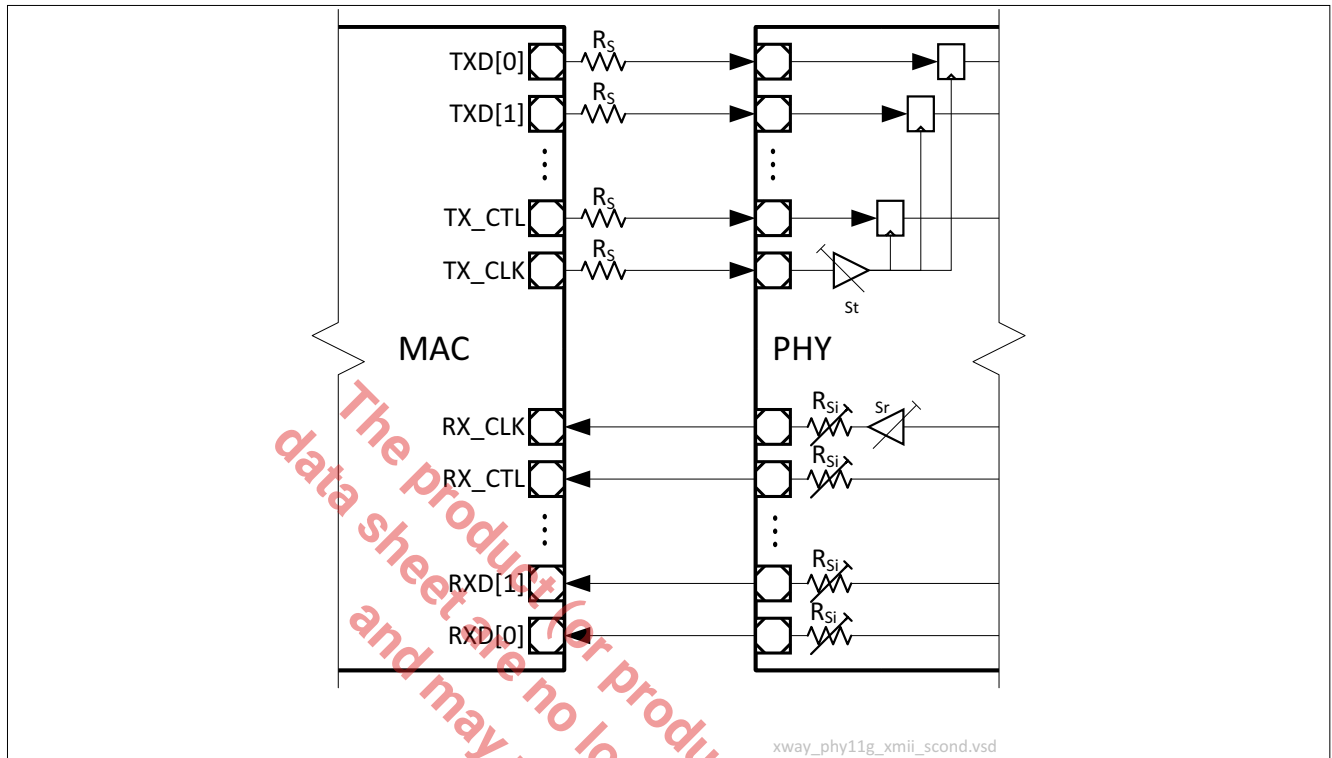 TXD[0]
RS
TXD[1]
RS
TX_CTL
RS
TX_CLK
RS
St
MAC
PHY
RX_CLK
RSi
Sr
RX_CTL
RSi
RXD[1]
RSi
RXD[0]
RSi
The product (or produ
data sheet are no lo
and may
xway_phy11g_xmii_scond.vsd